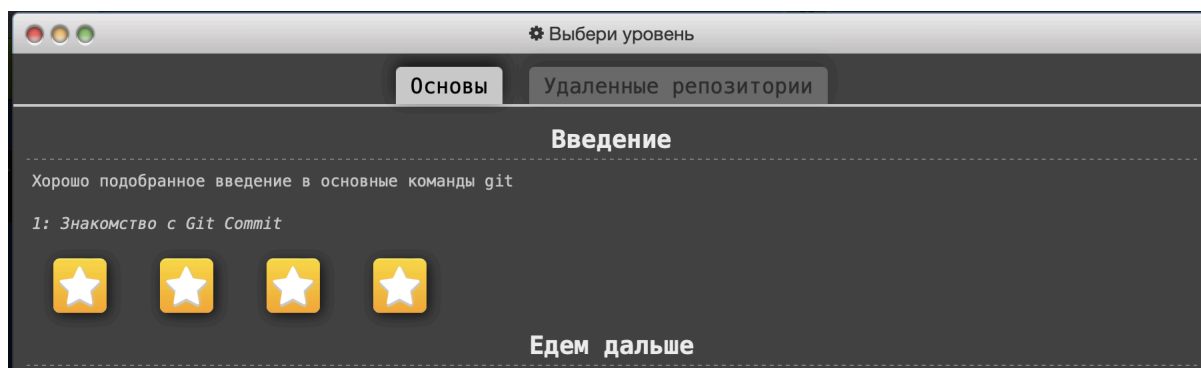 Выбери уровень
Основы
Удаленные репозитории
Введение
Хорошо подобранное введение в основные команды git
1: Знакомство с Git Commit
Едем дальше